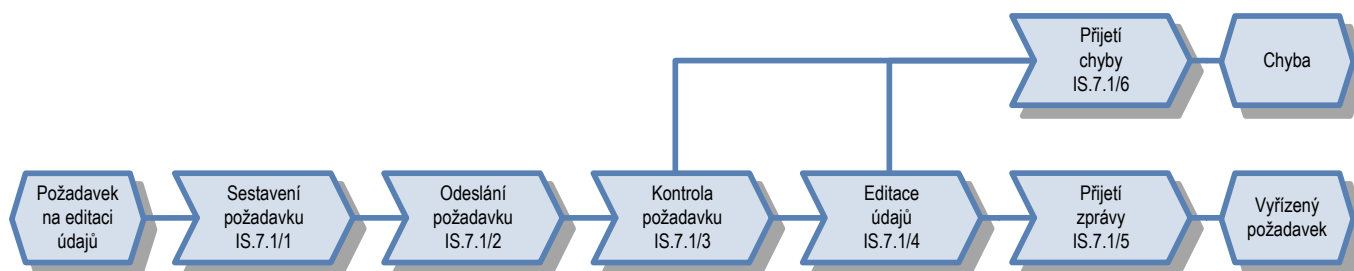 Přijetí
chyby
IS.7.1/6
Chyba
Požadavek
na editaci
údajů
Sestavení
požadavku
IS.7.1/1
Odeslání
požadavku
IS.7.1/2
Kontrola
požadavku
IS.7.1/3
Editace
údajů
IS.7.1/4
Přijetí
zprávy
IS.7.1/5
Vyřízený
požadavek